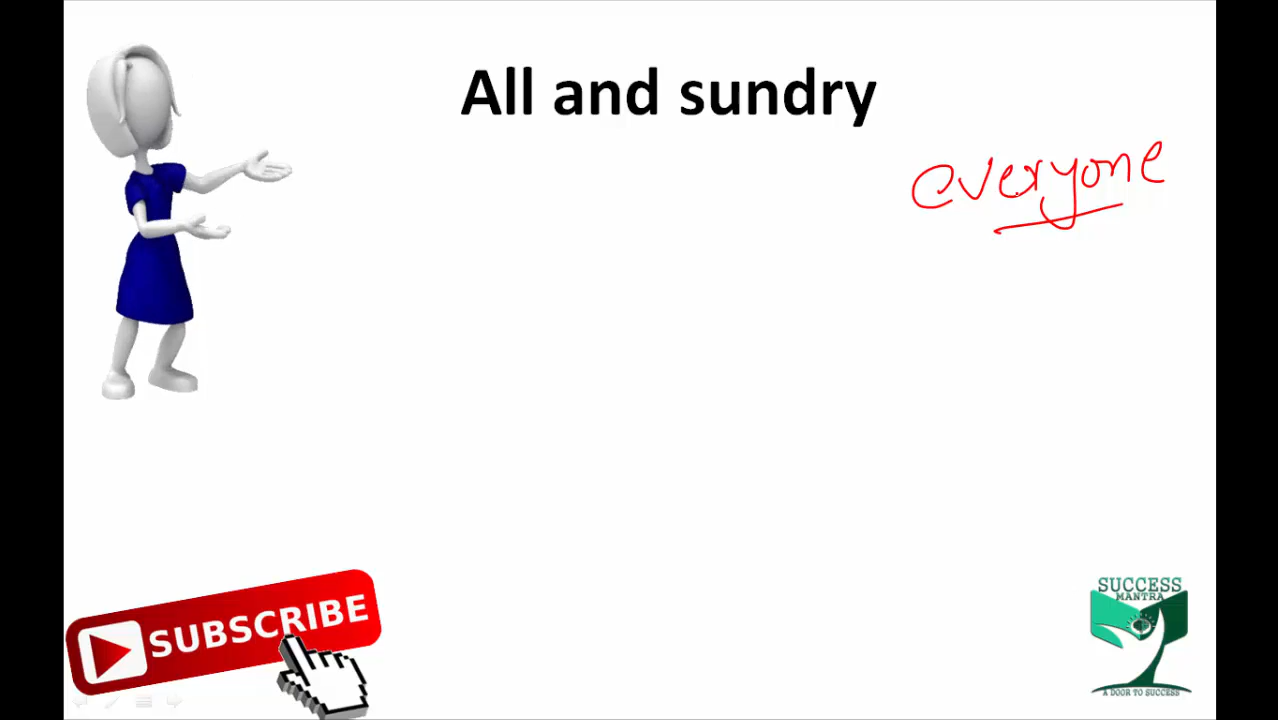 All and sundry
everyone
SUBSCRIBE
SUCCESS
MANTRA
A DOOR TO SUCCESS